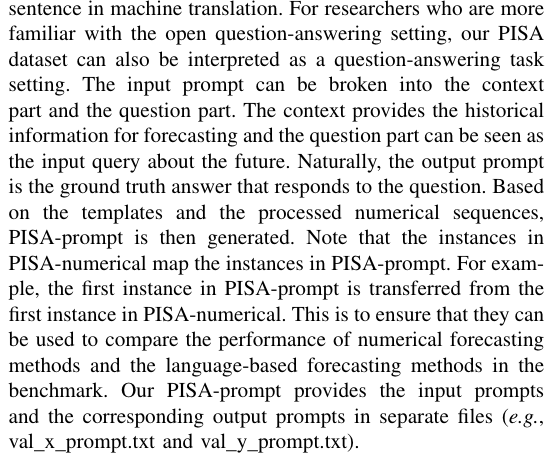 sentence in machine translation. For researchers who are more
familiar with the open question-answering setting, our PISA
dataset can also be interpreted as a question-answering task
setting. The input prompt can be broken into the context
part and the question part. The context provides the historical
information for forecasting and the question part can be seen as
the input query about the future. Naturally, the output prompt
is the ground truth answer that responds to the question. Based
on the templates and the processed numerical sequences,
PISA-prompt is then generated. Note that the instances in
PISA-numerical map the instances in PISA-prompt. For exam-
ple, the first instance in PISA-prompt is transferred from the
first instance in PISA-numerical. This is to ensure that they can
be used to compare the performance of numerical forecasting
methods and the language-based forecasting methods in the
benchmark. Our PISA-prompt provides the input prompts
and the corresponding output prompts in separate files (e.g.,
val_x_prompt.txt and val_y_prompt.txt).